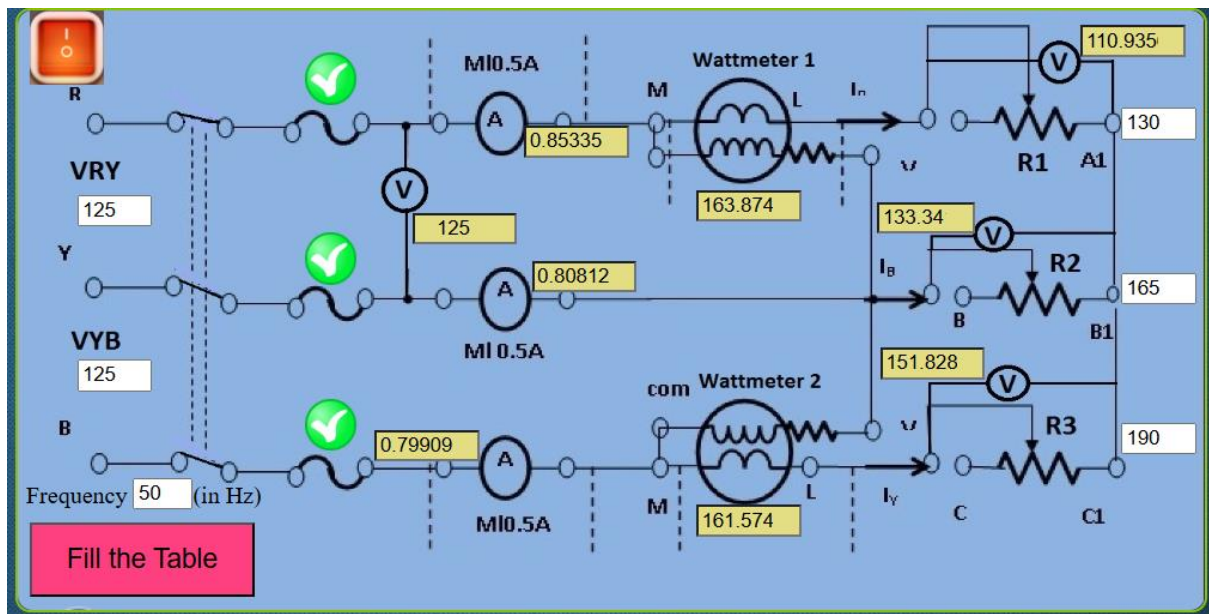 I
O
R
MI0.5A
A
0.85335
M
Wattmeter 1
L
163.874
V
110.935
R1
A1
130
VRY
125
V
125
Y
A
0.80812
MI 0.5A
133.34
V
I_B
R2
B
B1
165
VYB
125
B
0.79909
A
MI0.5A
com
Wattmeter 2
M
L
161.574
151.828
V
I_Y
R3
C
C1
190
Frequency 50 (in Hz)
Fill the Table